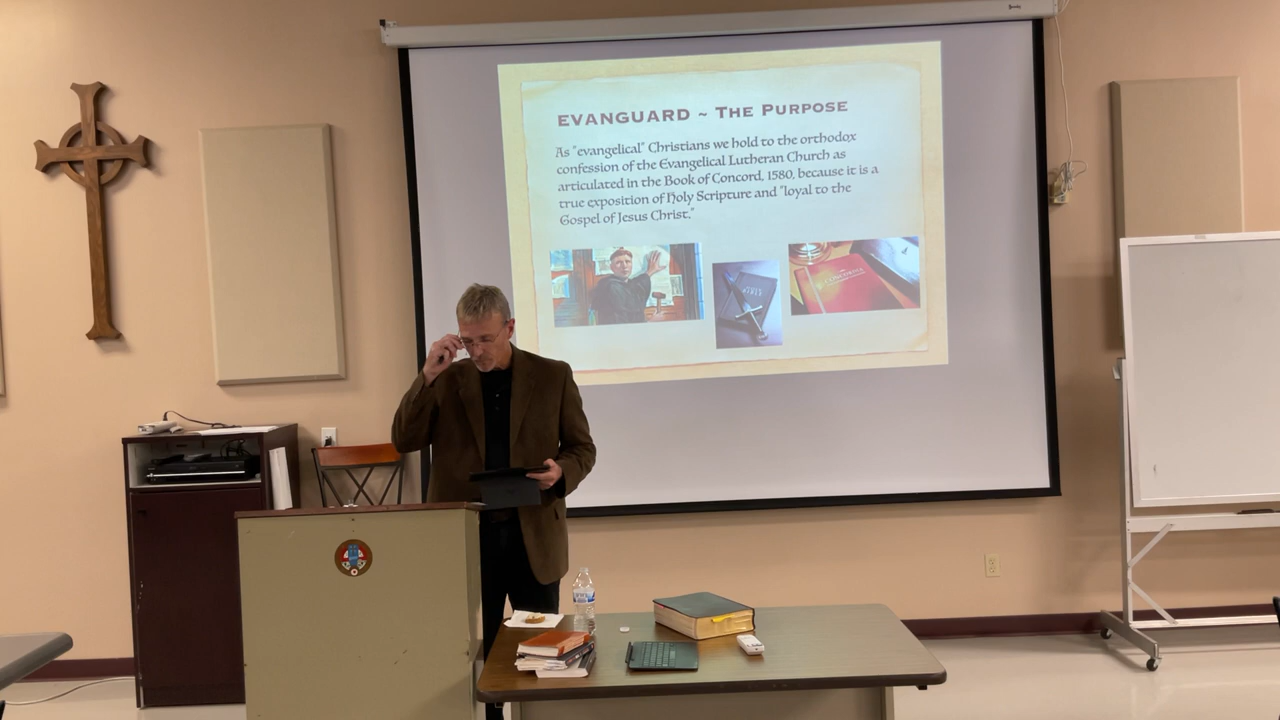 EVANGUARD ~ THE PURPOSE
As "evangelical" Christians we hold to the orthodox
confession of the Evangelical Lutheran Church as
articulated in the Book of Concord, 1580, because it is a
true exposition of Holy Scripture and "loyal to the
Gospel of Jesus Christ."